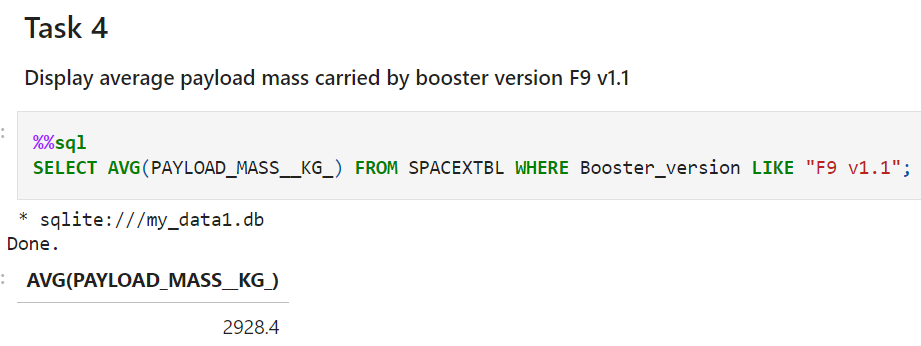 Task 4
Display average payload mass carried by booster version F9 v1.1
:
%%sql
SELECT AVG(PAYLOAD_MASS__KG_) FROM SPACEXTBL WHERE Booster_version LIKE "F9 v1.1";
* sqlite:///my_data1.db
Done.
: AVG(PAYLOAD_MASS__KG_)
2928.4